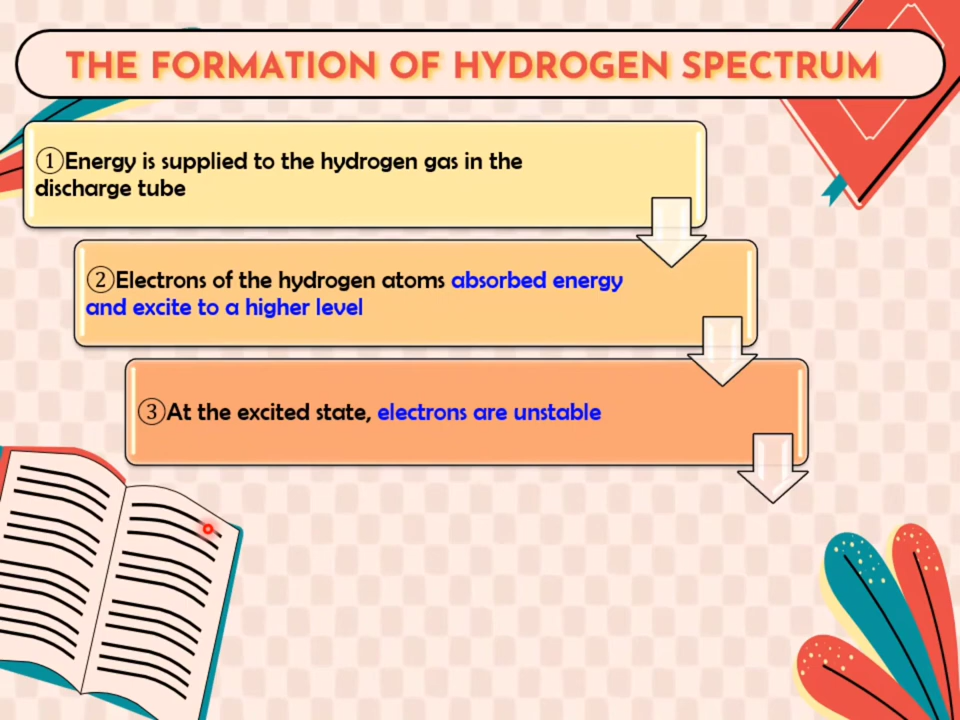 THE FORMATION OF HYDROGEN SPECTRUM
①Energy is supplied to the hydrogen gas in the
discharge tube
②Electrons of the hydrogen atoms absorbed energy
and excite to a higher level
③At the excited state, electrons are unstable